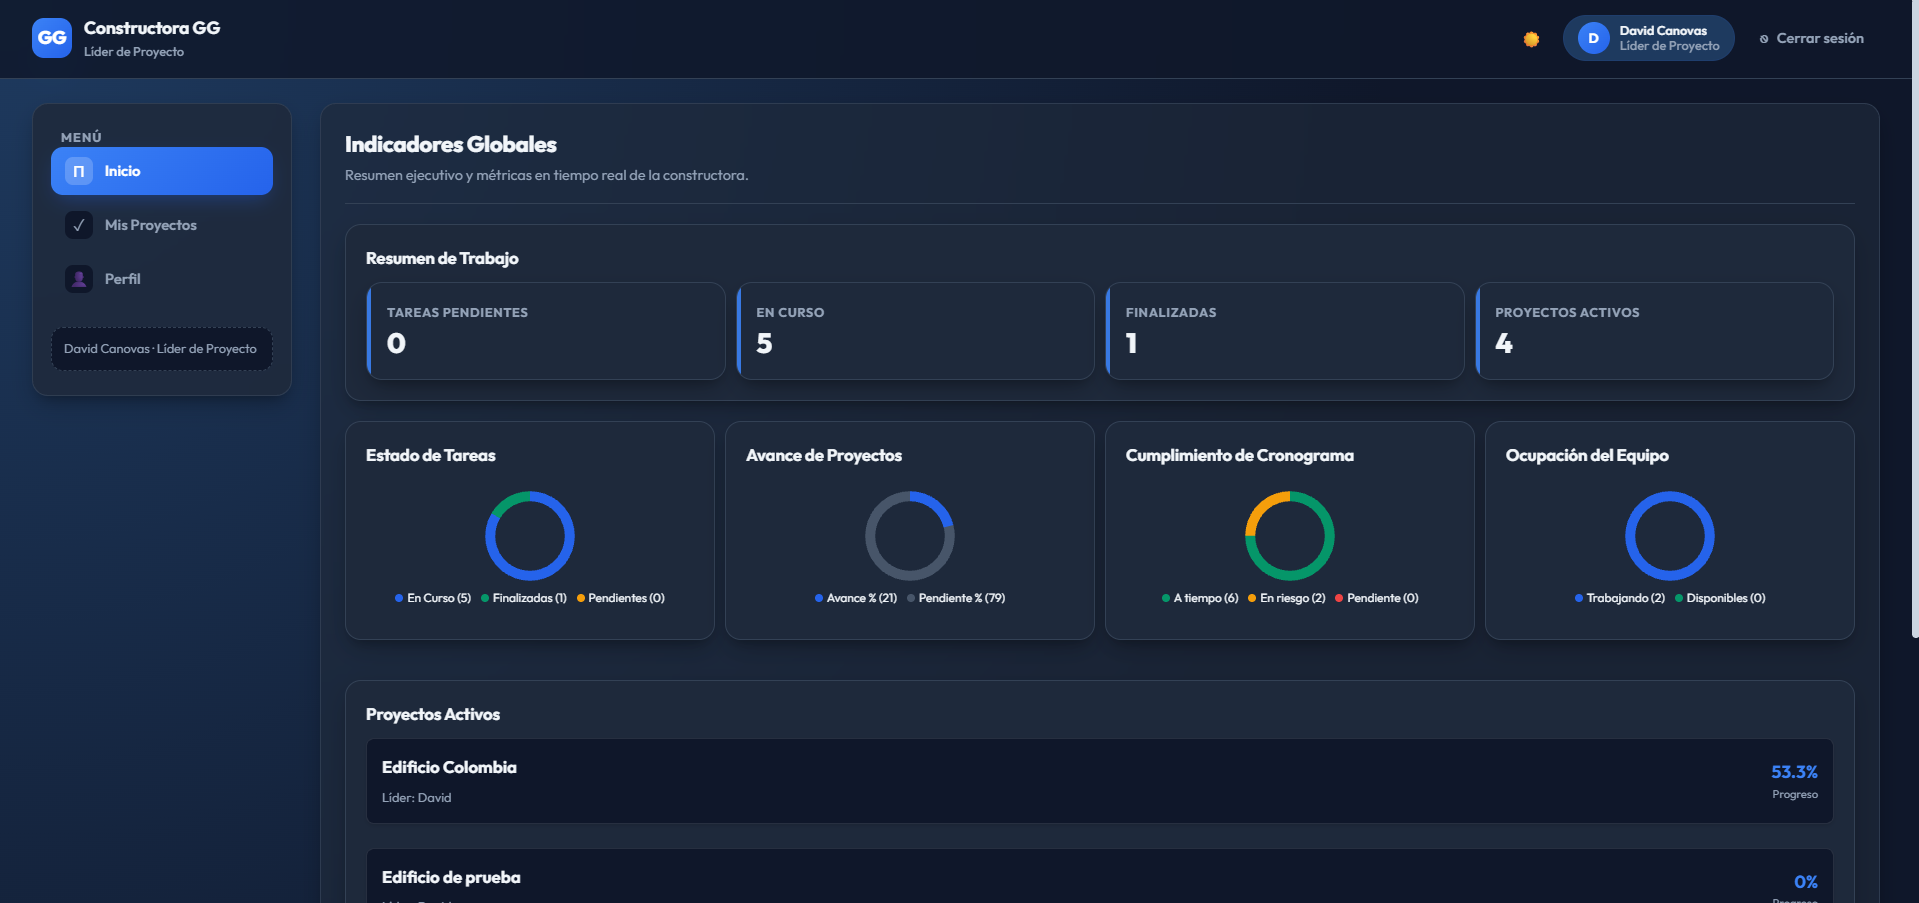 GG
Constructora GG
Líder de Proyecto
D
David Canovas
Líder de Proyecto
Cerrar sesión
MENÚ
Inicio
Mis Proyectos
Perfil
David Canovas · Líder de Proyecto
Indicadores Globales
Resumen ejecutivo y métricas en tiempo real de la constructora.
Resumen de Trabajo
TAREAS PENDIENTES
0
EN CURSO
5
FINALIZADAS
1
PROYECTOS ACTIVOS
4
Estado de Tareas
En Curso (5) Finalizadas (1) Pendientes (0)
Avance de Proyectos
Avance % (21) Pendiente % (79)
Cumplimiento de Cronograma
A tiempo (6) En riesgo (2) Pendiente (0)
Ocupación del Equipo
Trabajando (2) Disponibles (0)
Proyectos Activos
Edificio Colombia
Líder: David
53.3%
Progreso
Edificio de prueba
0%